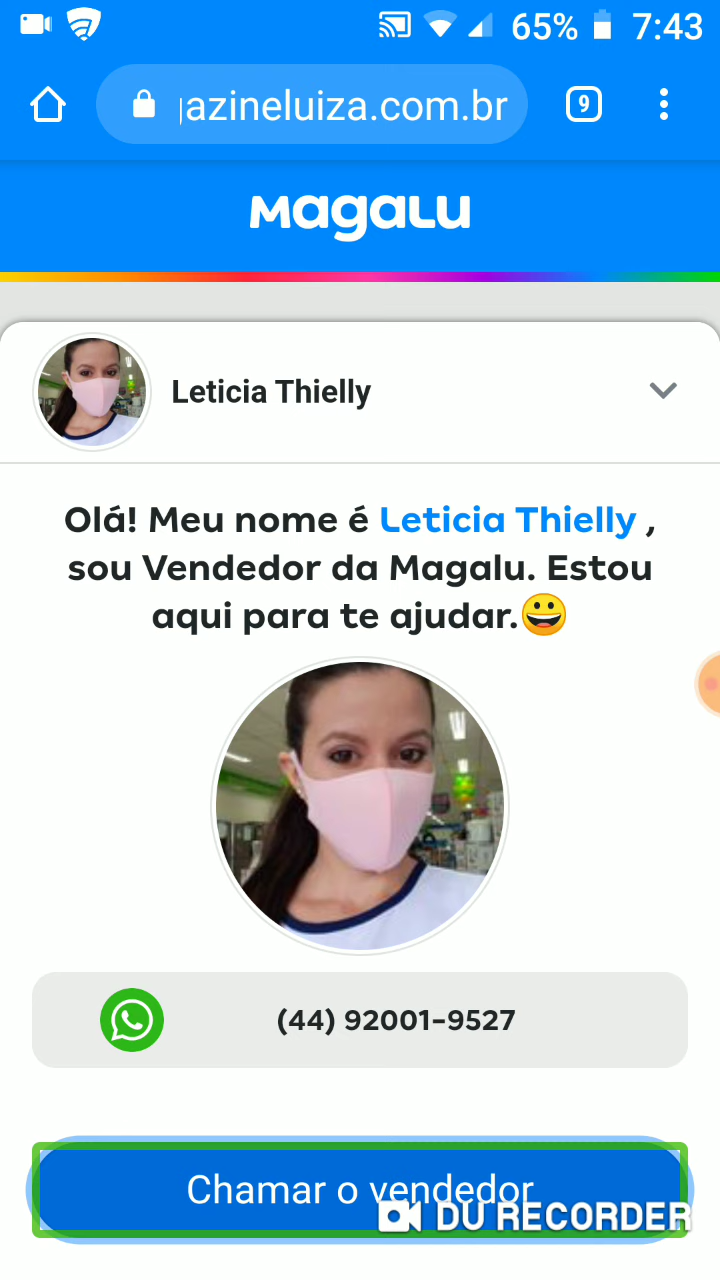 65% 7:43
azineluiza.com.br 9
Magalu
Leticia Thielly
Olá! Meu nome é Leticia Thielly ,
sou Vendedor da Magalu. Estou
aqui para te ajudar.😀
(44) 92001-9527
Chamar o vendedor
DU RECORDER